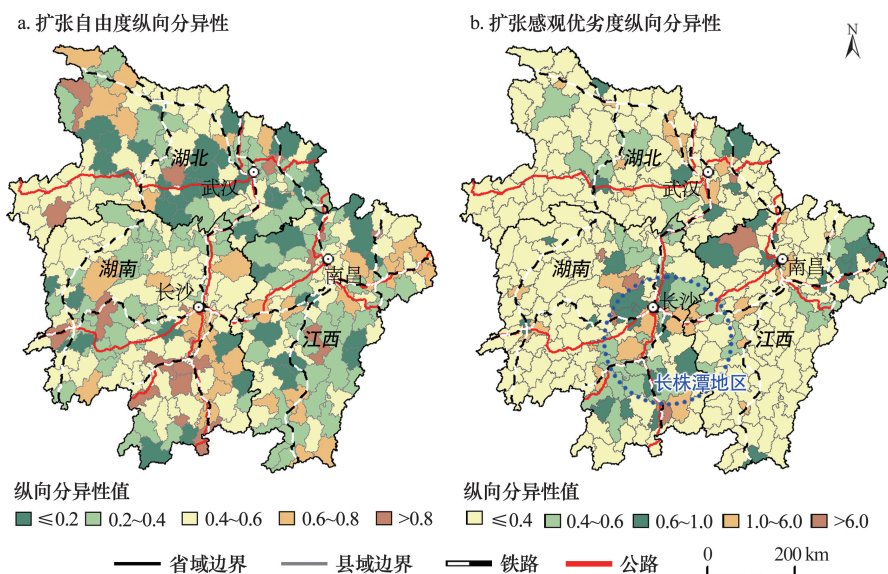 a. 扩张自由度纵向分异性
b. 扩张感观优劣度纵向分异性
N
湖北
武汉
湖南
长沙
南昌
江西
湖北
武汉
湖南
长沙
南昌
江西
长株潭地区
纵向分异性值
≤0.2 0.2~0.4 0.4~0.6 0.6~0.8 >0.8
纵向分异性值
≤0.4 0.4~0.6 0.6~1.0 1.0~6.0 >6.0
省域边界 县域边界 铁路 公路
0 200 km